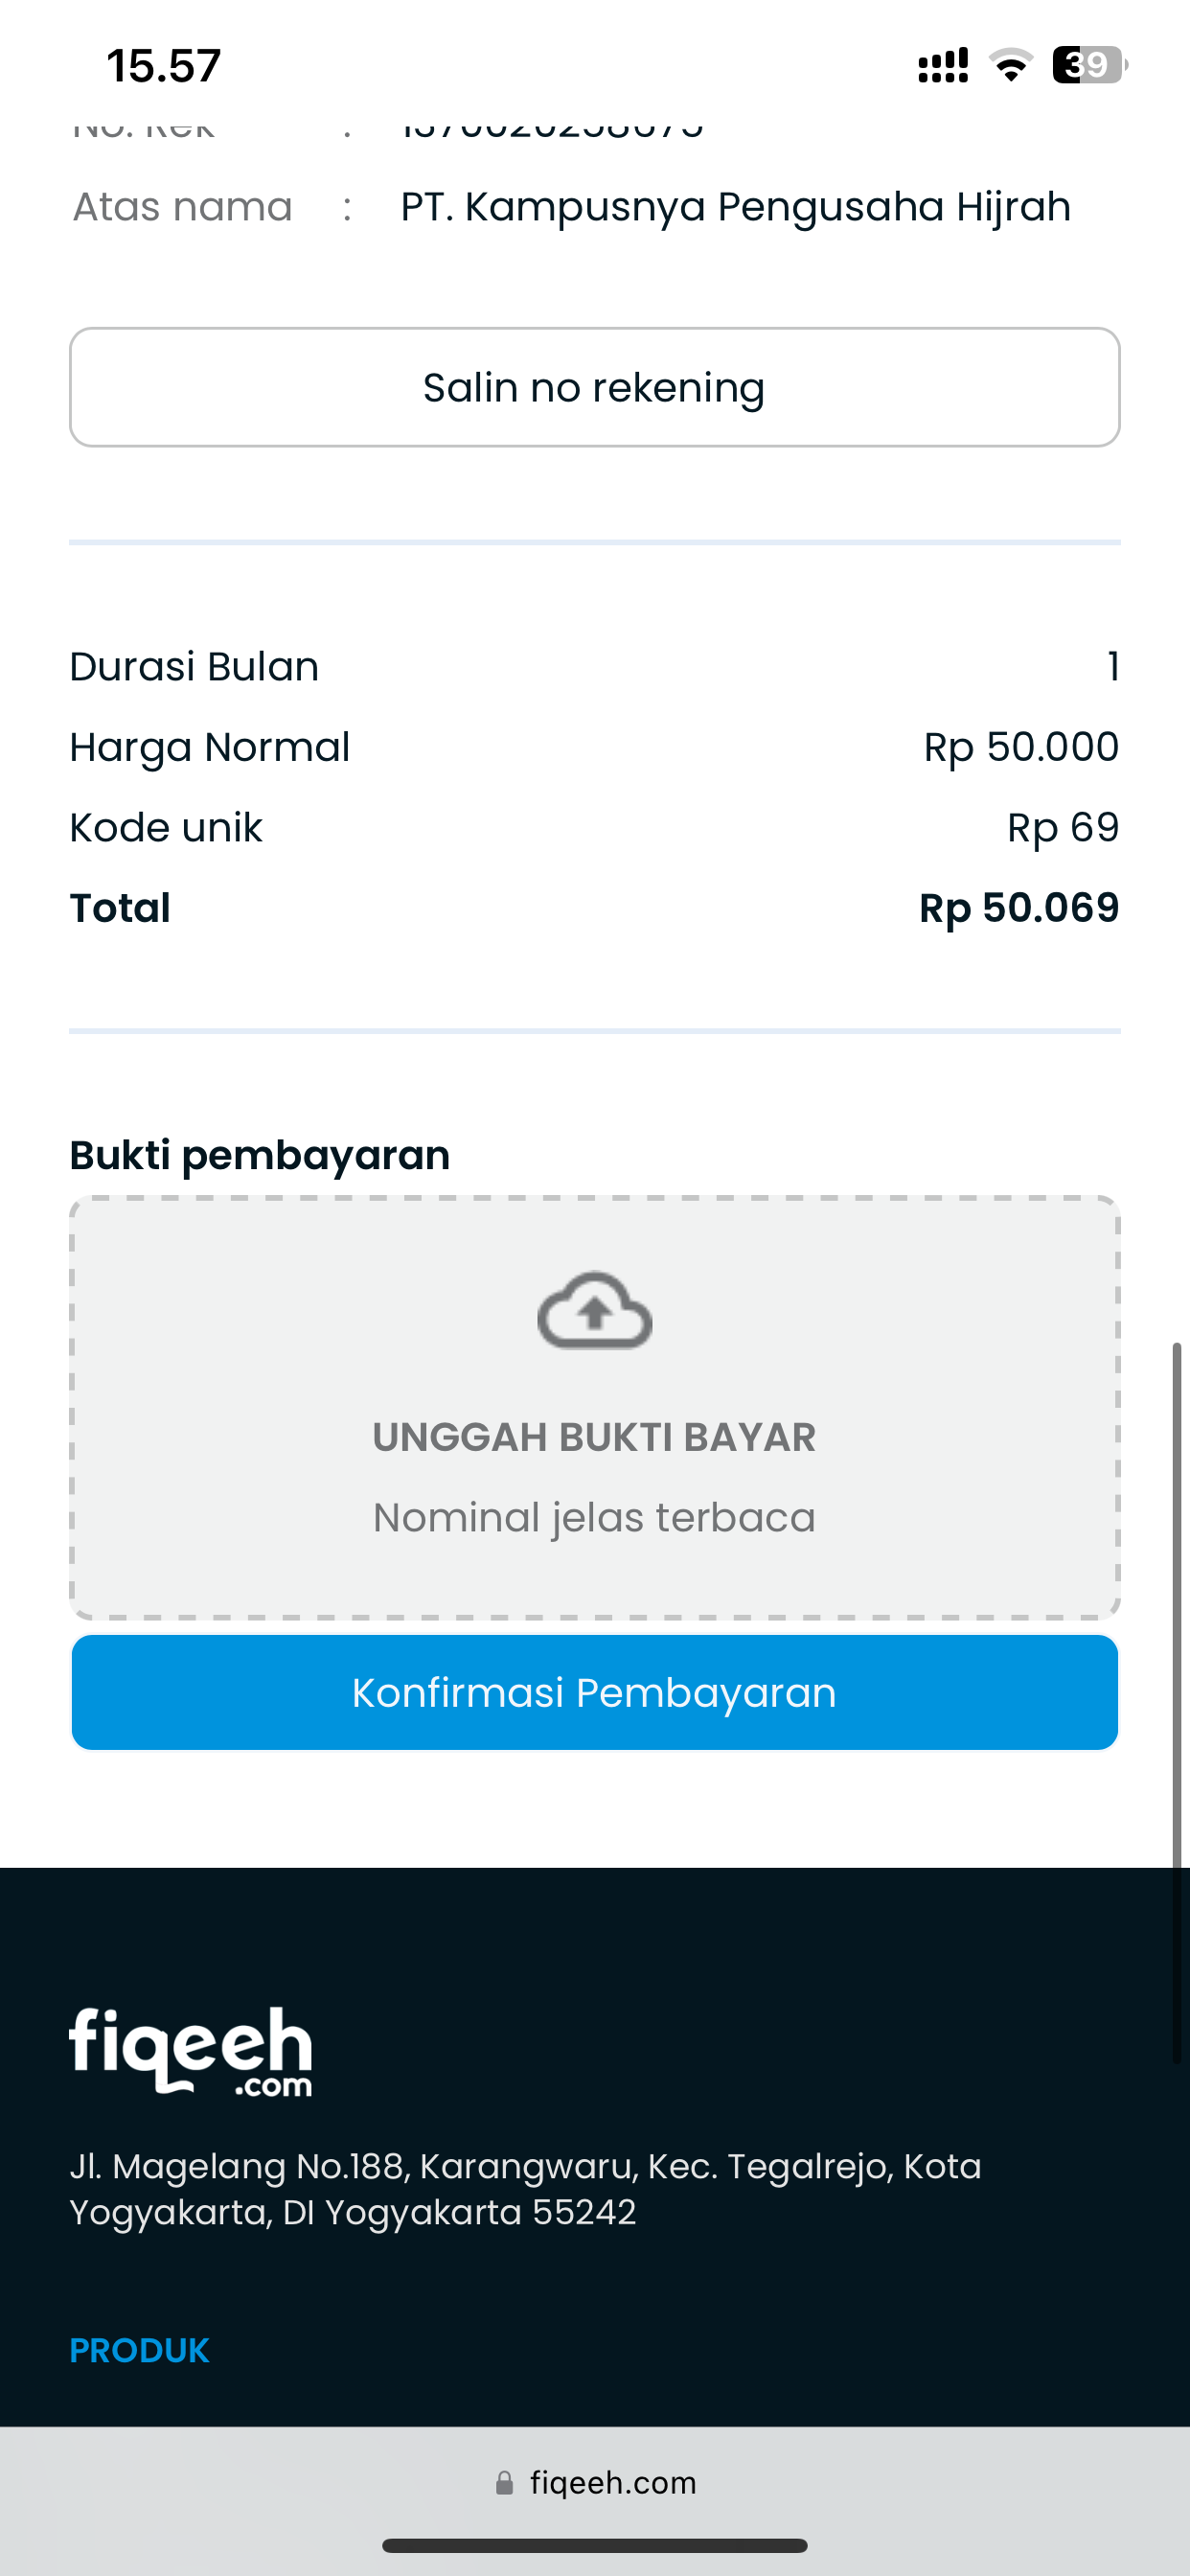 15.57
39
No. Rek :
Atas nama : PT. Kampusnya Pengusaha Hijrah
Salin no rekening
Durasi Bulan 1
Harga Normal Rp 50.000
Kode unik Rp 69
Total Rp 50.069
Bukti pembayaran
UNGGAH BUKTI BAYAR
Nominal jelas terbaca
Konfirmasi Pembayaran
fiqeeh
.com
Jl. Magelang No.188, Karangwaru, Kec. Tegalrejo, Kota
Yogyakarta, DI Yogyakarta 55242
PRODUK
fiqeeh.com